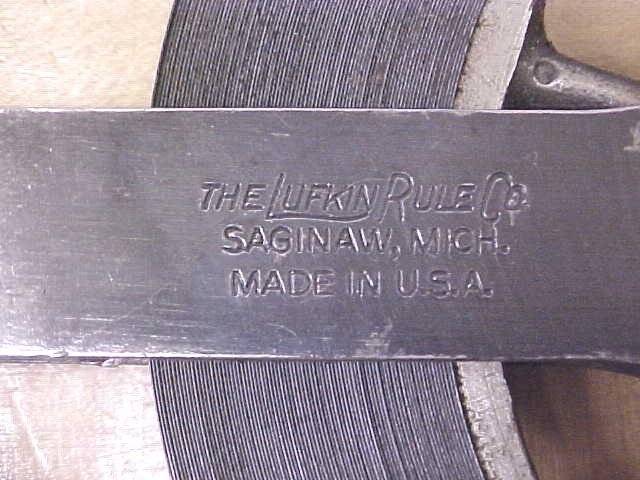 THE LUFKIN RULE CO.
SAGINAW, MICH.
MADE IN U.S.A.